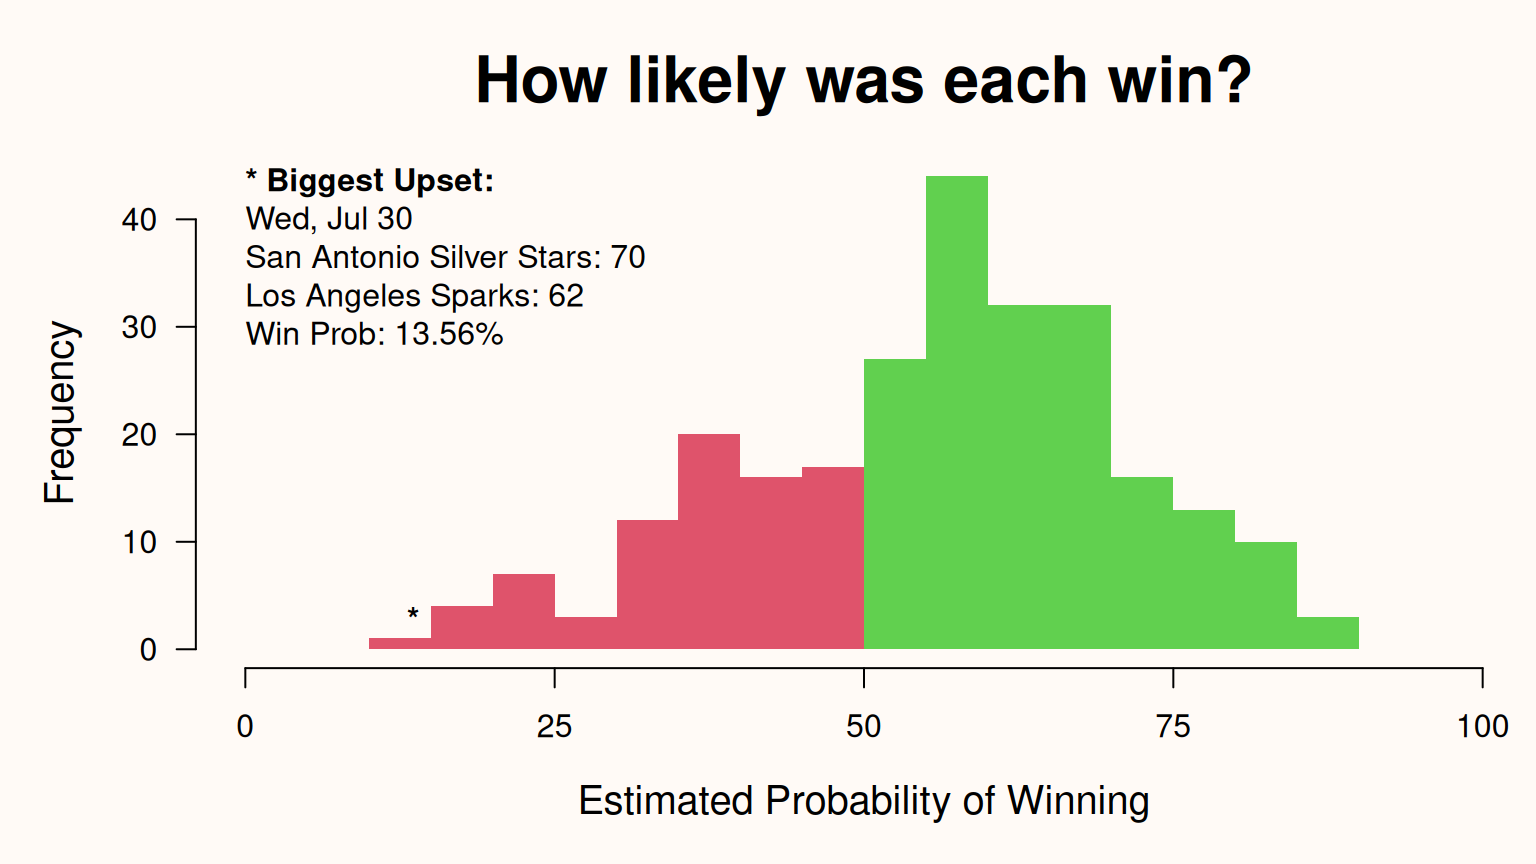 How likely was each win?
* Biggest Upset:
Wed, Jul 30
San Antonio Silver Stars: 70
Los Angeles Sparks: 62
Win Prob: 13.56%
Frequency
40
30
20
10
0
*
0 25 50 75 100
Estimated Probability of Winning